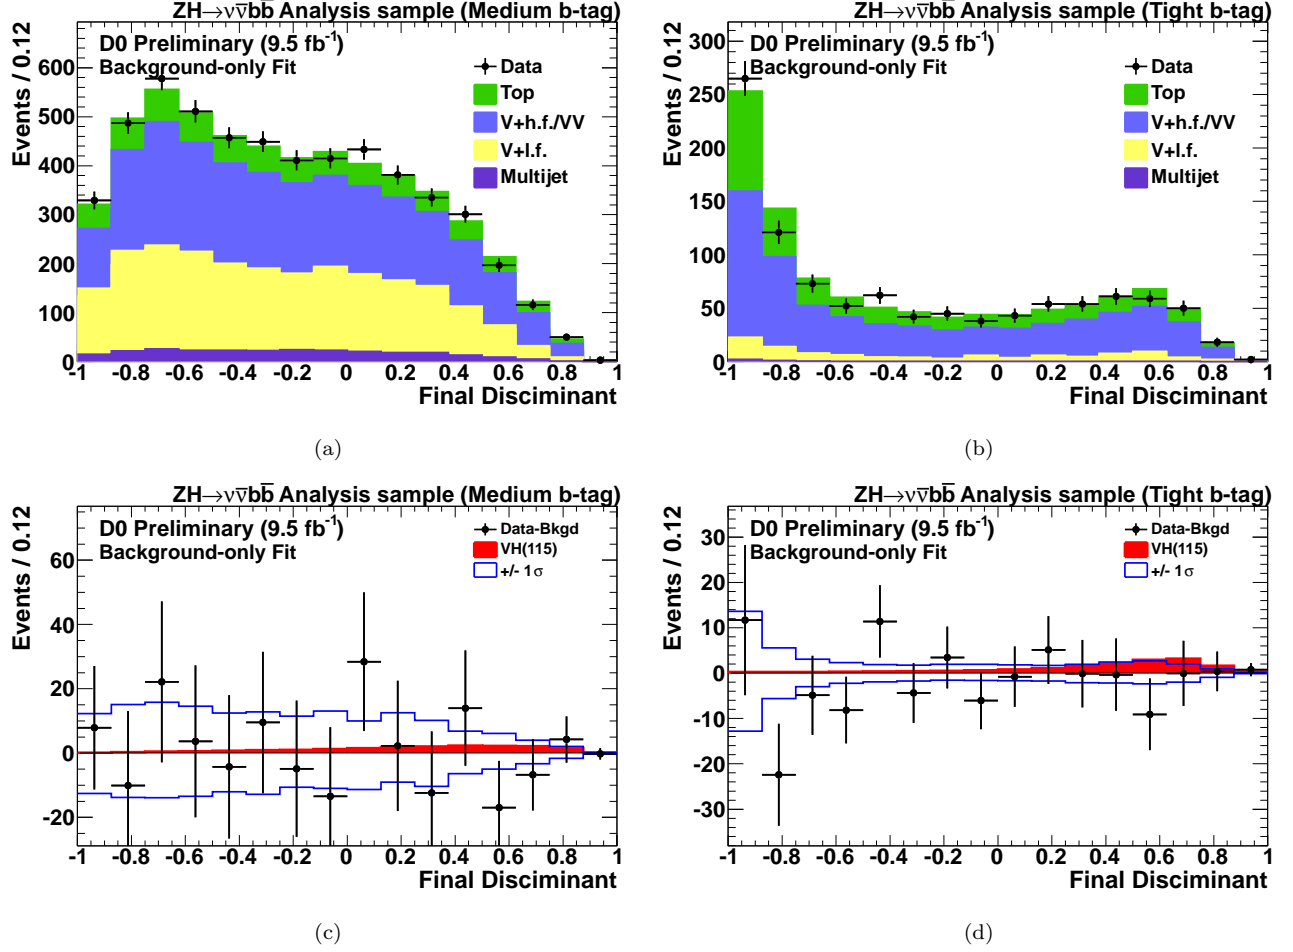 ZH→νν̅bb̅ Analysis sample (Medium b-tag)
Events / 0.12
D0 Preliminary (9.5 fb⁻¹)
Background-only Fit
Data
Top
V+h.f./VV
V+l.f.
Multijet
600
500
400
300
200
100
0
-1 -0.8 -0.6 -0.4 -0.2 0 0.2 0.4 0.6 0.8 1
Final Disciminant
(a)
ZH→νν̅bb̅ Analysis sample (Tight b-tag)
Events / 0.12
D0 Preliminary (9.5 fb⁻¹)
Background-only Fit
Data
Top
V+h.f./VV
V+l.f.
Multijet
300
250
200
150
100
50
0
-1 -0.8 -0.6 -0.4 -0.2 0 0.2 0.4 0.6 0.8 1
Final Disciminant
(b)
ZH→νν̅bb̅ Analysis sample (Medium b-tag)
Events / 0.12
D0 Preliminary (9.5 fb⁻¹)
Background-only Fit
Data-Bkgd
VH(115)
+/- 1σ
60
40
20
0
-20
-1 -0.8 -0.6 -0.4 -0.2 0 0.2 0.4 0.6 0.8 1
Final Disciminant
(c)
ZH→νν̅bb̅ Analysis sample (Tight b-tag)
Events / 0.12
D0 Preliminary (9.5 fb⁻¹)
Background-only Fit
Data-Bkgd
VH(115)
+/- 1σ
30
20
10
0
-10
-20
-30
-1 -0.8 -0.6 -0.4 -0.2 0 0.2 0.4 0.6 0.8 1
Final Disciminant
(d)